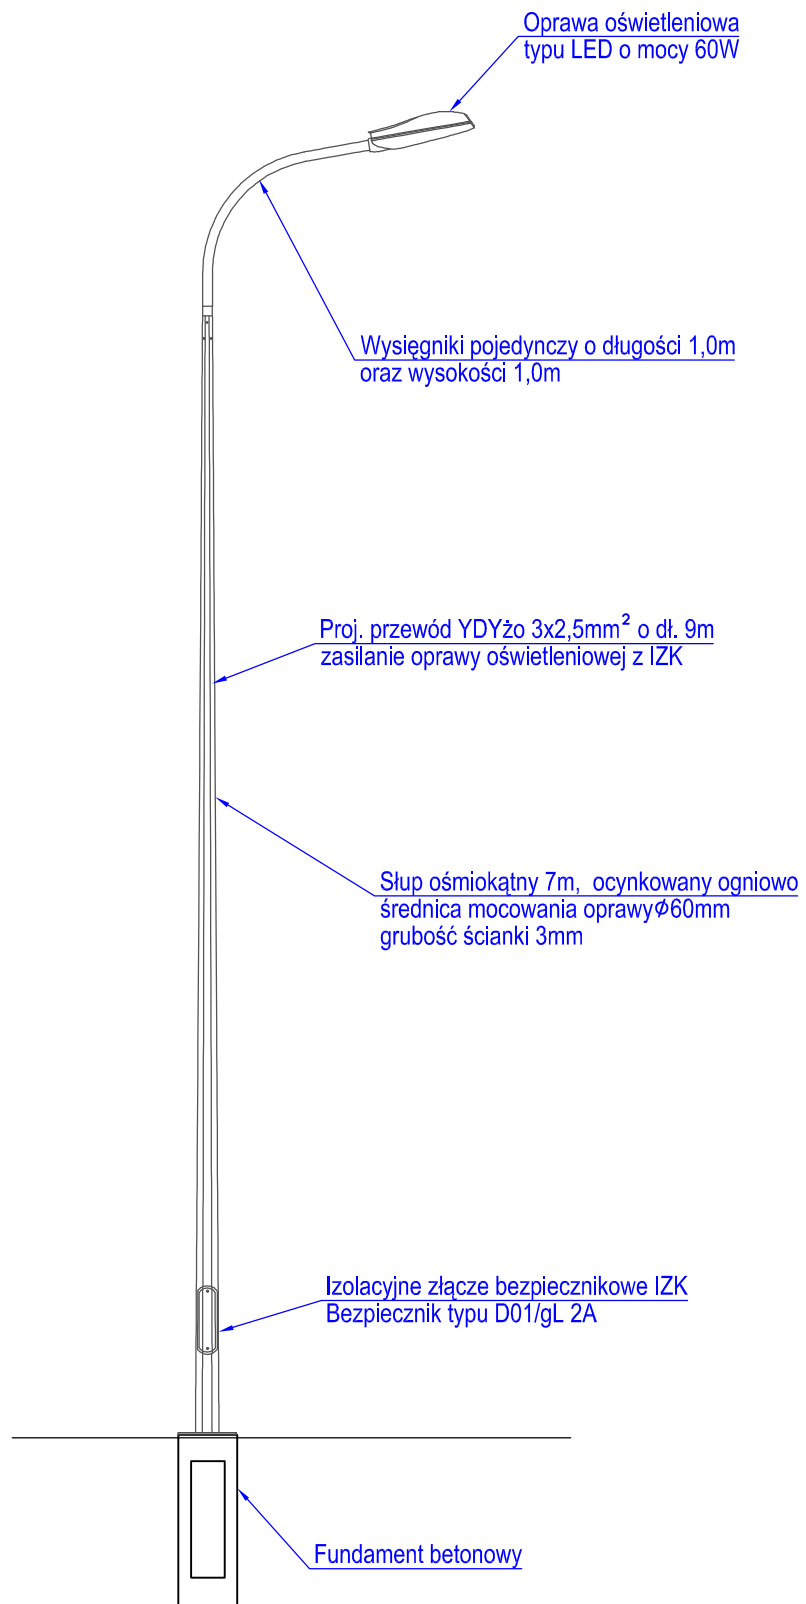 Oprawa oświetleniowa
typu LED o mocy 60W
Wysięgniki pojedynczy o długości 1,0m
oraz wysokości 1,0m
Proj. przewód YDYżo 3x2,5mm² o dł. 9m
zasilanie oprawy oświetleniowej z IZK
Słup ośmiokątny 7m, ocynkowany ogniowo
średnica mocowania oprawyϕ60mm
grubość ścianki 3mm
Izolacyjne złącze bezpiecznikowe IZK
Bezpiecznik typu D01/gL 2A
Fundament betonowy